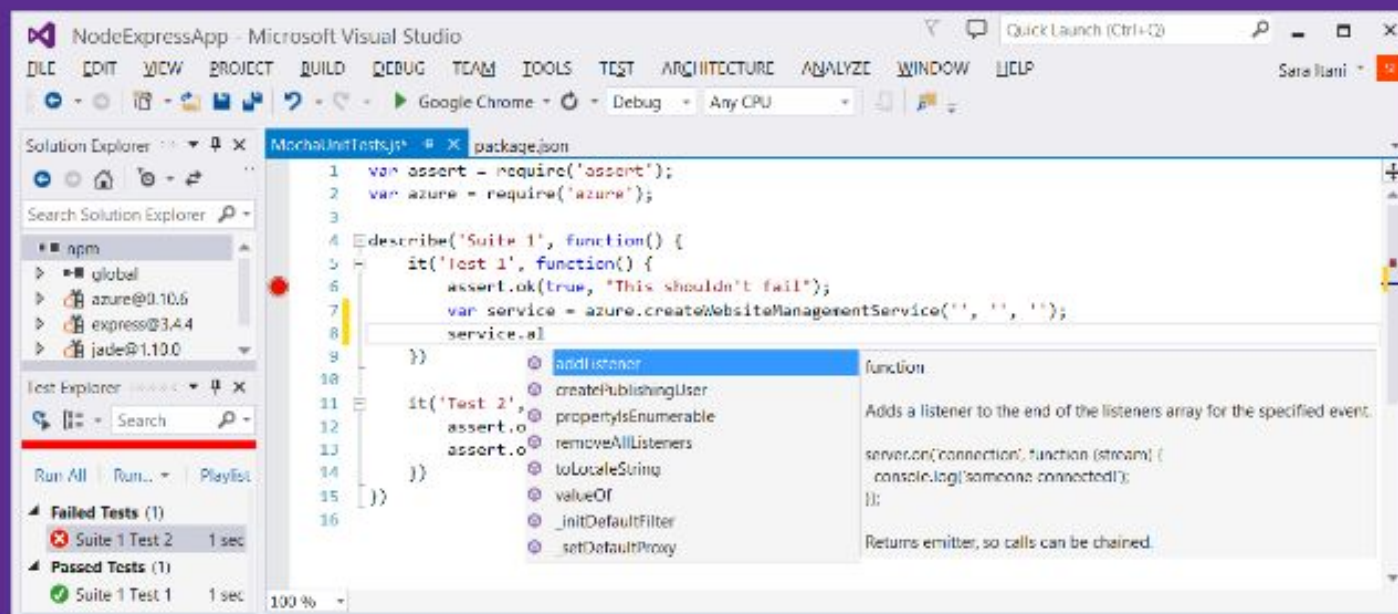 NodeExpressApp - Microsoft Visual Studio
Quick Launch (Ctrl+Q)
FILE EDIT VIEW PROJECT BUILD DEBUG TEAM TOOLS TEST ARCHITECTURE ANALYZE WINDOW HELP
Sara Itani
Google Chrome Debug Any CPU
Solution Explorer
Search Solution Explorer
npm
global
azure@0.10.6
express@3.4.4
jade@1.10.0
Test Explorer
Search
Run All Run... Playlist
Failed Tests (1)
Suite 1 Test 2 1 sec
Passed Tests (1)
Suite 1 Test 1 1 sec
MochaUnitTests.js* package.json
1 var assert = require('assert');
2 var azure = require('azure');
3
4 describe('Suite 1', function() {
5 it('Test 1', function() {
6 assert.ok(true, "This shouldn't fail");
7 var service = azure.createWebsiteManagementService('', '', '');
8 service.al
9 })
10
11 it('Test 2',
12 assert.o
13 assert.o
14 })
15 })
16
addListener
createPublishingUser
propertyIsEnumerable
removeAllListeners
toLocaleString
valueOf
_initDefaultFilter
_setDefaultProxy
function
Adds a listener to the end of the listeners array for the specified event.
server.on('connection', function (stream) {
console.log('someone connected!');
});
Returns emitter, so calls can be chained.
100 %